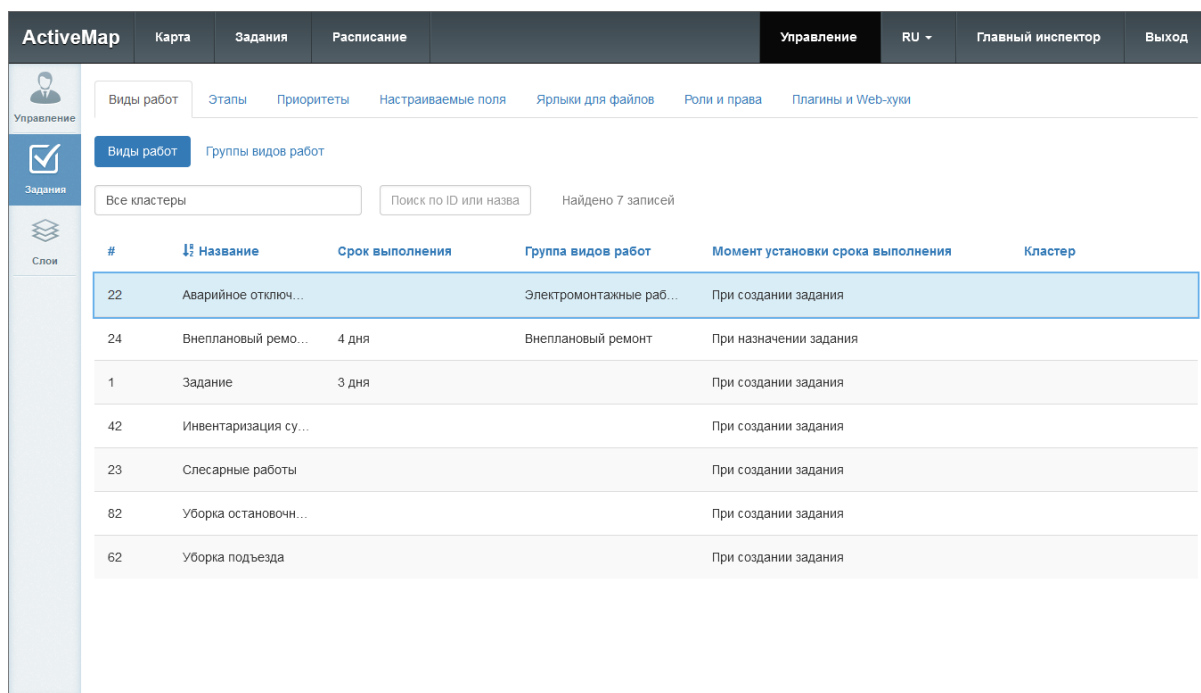 ActiveMap Карта Задания Расписание Управление RU Главный инспектор Выход
Управление
Задания
Слои
Виды работ Этапы Приоритеты Настраиваемые поля Ярлыки для файлов Роли и права Плагины и Web-хуки
Виды работ Группы видов работ
Все кластеры Поиск по ID или назва Найдено 7 записей
# Название Срок выполнения Группа видов работ Момент установки срока выполнения Кластер
22 Аварийное отключ... Электромонтажные раб... При создании задания
24 Внеплановый ремо... 4 дня Внеплановый ремонт При назначении задания
1 Задание 3 дня При создании задания
42 Инвентаризация су... При создании задания
23 Слесарные работы При создании задания
82 Уборка остановочн... При создании задания
62 Уборка подъезда При создании задания